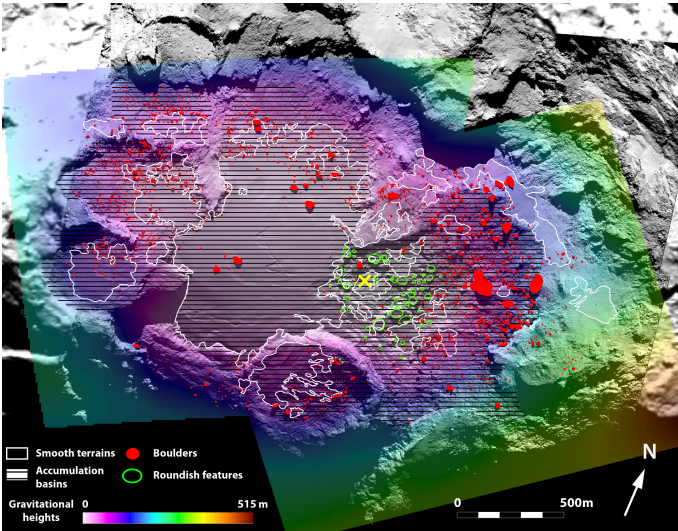 N
Smooth terrains
Boulders
Accumulation
basins
Roundish features
Gravitational
heights
0
515 m
0
500m